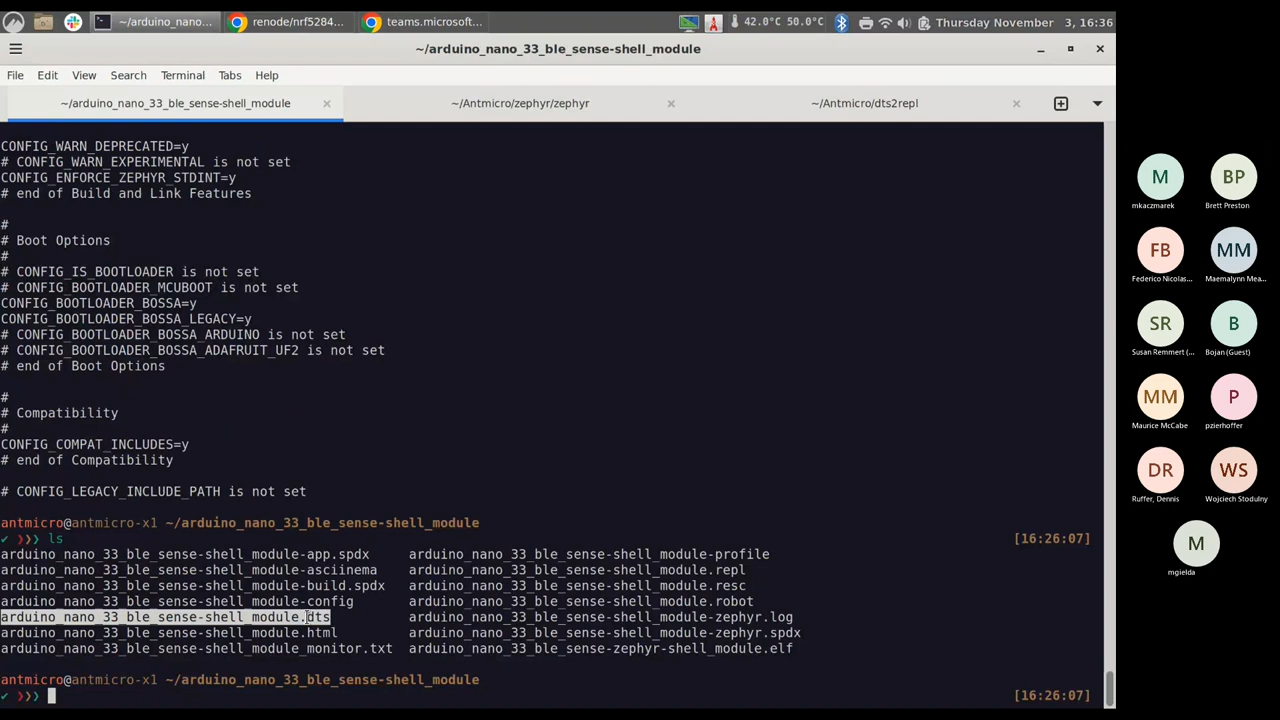 ~/arduino_nano...
renode/nrf5284...
teams.microsoft...
42.0°C 50.0°C
Thursday November 3, 16:36
~/arduino_nano_33_ble_sense-shell_module
File Edit View Search Terminal Tabs Help
~/arduino_nano_33_ble_sense-shell_module
~/Antmicro/zephyr/zephyr
~/Antmicro/dts2repl
CONFIG_WARN_DEPRECATED=y
# CONFIG_WARN_EXPERIMENTAL is not set
CONFIG_ENFORCE_ZEPHYR_STDINT=y
# end of Build and Link Features
#
# Boot Options
#
# CONFIG_IS_BOOTLOADER is not set
# CONFIG_BOOTLOADER_MCUBOOT is not set
CONFIG_BOOTLOADER_BOSSA=y
CONFIG_BOOTLOADER_BOSSA_LEGACY=y
# CONFIG_BOOTLOADER_BOSSA_ARDUINO is not set
# CONFIG_BOOTLOADER_BOSSA_ADAFRUIT_UF2 is not set
# end of Boot Options
#
# Compatibility
#
CONFIG_COMPAT_INCLUDES=y
# end of Compatibility
# CONFIG_LEGACY_INCLUDE_PATH is not set
antmicro@antmicro-x1 ~/arduino_nano_33_ble_sense-shell_module
✔ ❯❯❯ ls [16:26:07]
arduino_nano_33_ble_sense-shell_module-app.spdx arduino_nano_33_ble_sense-shell_module-profile
arduino_nano_33_ble_sense-shell_module-asciinema arduino_nano_33_ble_sense-shell_module.repl
arduino_nano_33_ble_sense-shell_module-build.spdx arduino_nano_33_ble_sense-shell_module.resc
arduino_nano_33_ble_sense-shell_module-config arduino_nano_33_ble_sense-shell_module.robot
arduino_nano_33_ble_sense-shell_module.dts arduino_nano_33_ble_sense-shell_module-zephyr.log
arduino_nano_33_ble_sense-shell_module.html arduino_nano_33_ble_sense-shell_module-zephyr.spdx
arduino_nano_33_ble_sense-shell_module_monitor.txt arduino_nano_33_ble_sense-zephyr-shell_module.elf
antmicro@antmicro-x1 ~/arduino_nano_33_ble_sense-shell_module
✔ ❯❯❯ [16:26:07]
M
mkaczmarek
BP
Brett Preston
FB
Federico Nicolas...
MM
Maemalynn Mea...
SR
Susan Remmert (...
B
Bojan (Guest)
MM
Maurice McCabe
P
pzierhoffer
DR
Ruffer, Dennis
WS
Wojciech Stodulny
M
mgielda